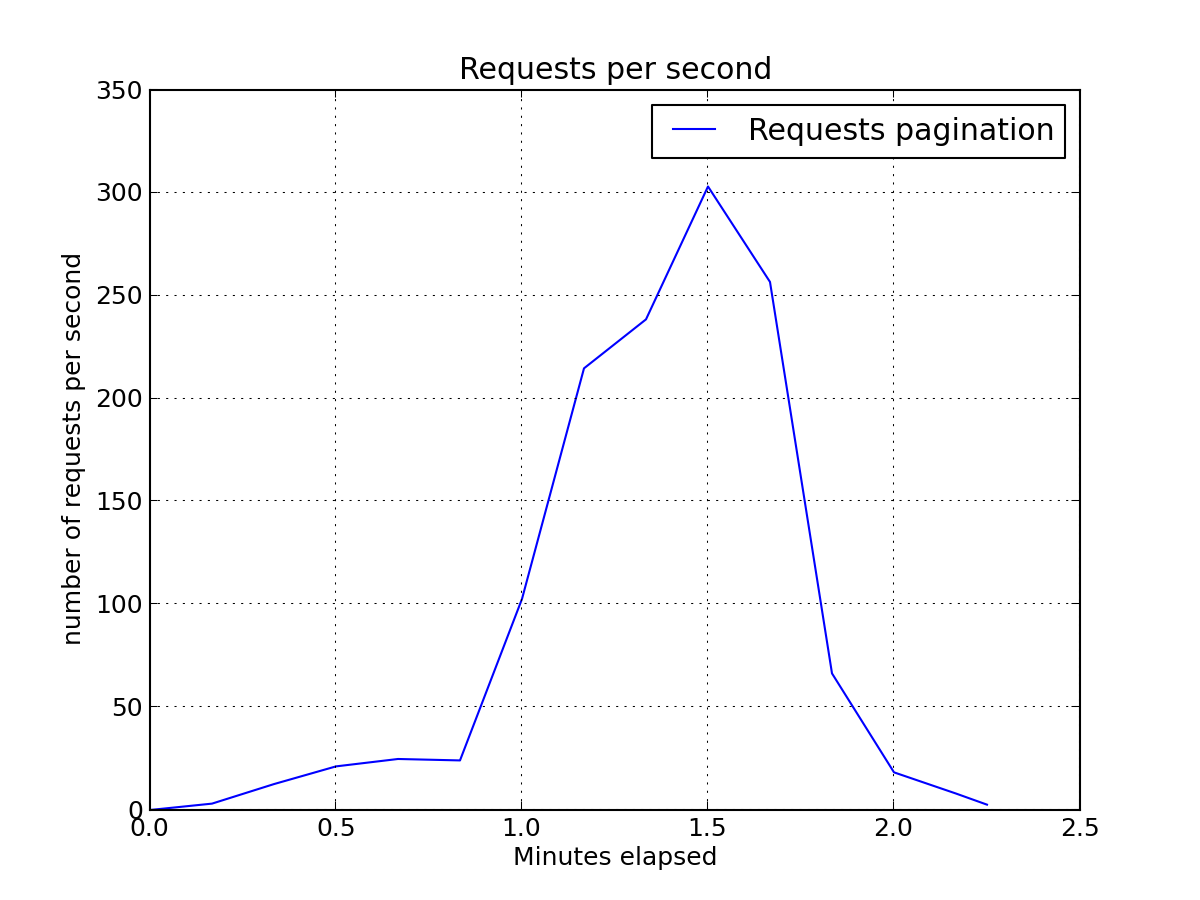 Requests per second
Requests pagination
number of requests per second
350
300
250
200
150
100
50
0
0.0 0.5 1.0 1.5 2.0 2.5
Minutes elapsed